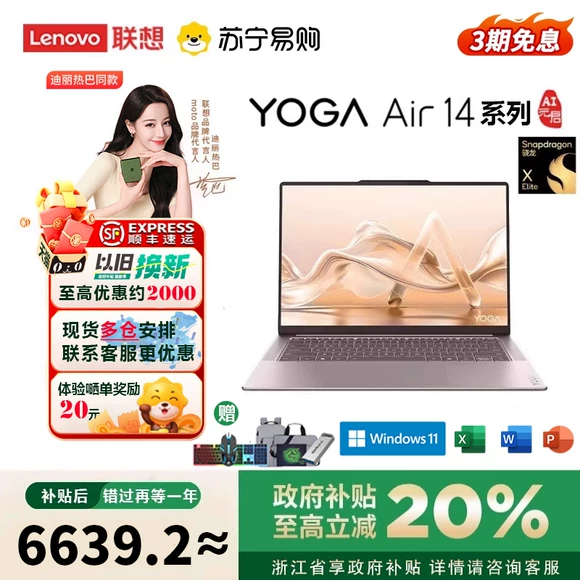 Lenovo 联想 苏宁易购
3期免息
迪丽热巴同款
联想品牌代言人
moto品牌代言人
迪丽热巴
YOGA Air 14系列
AI元启
Snapdragon
骁龙
X
Elite
SF EXPRESS
顺丰速运
以旧换新
至高优惠约2000
现货多仓安排
联系客服更优惠
体验晒单奖励
20元
YOGA
赠
Windows 11
X
W
P
补贴后 错过再等一年
6639.2≈
政府补贴
至高立减
20%
浙江省享政府补贴 详情请咨询客服